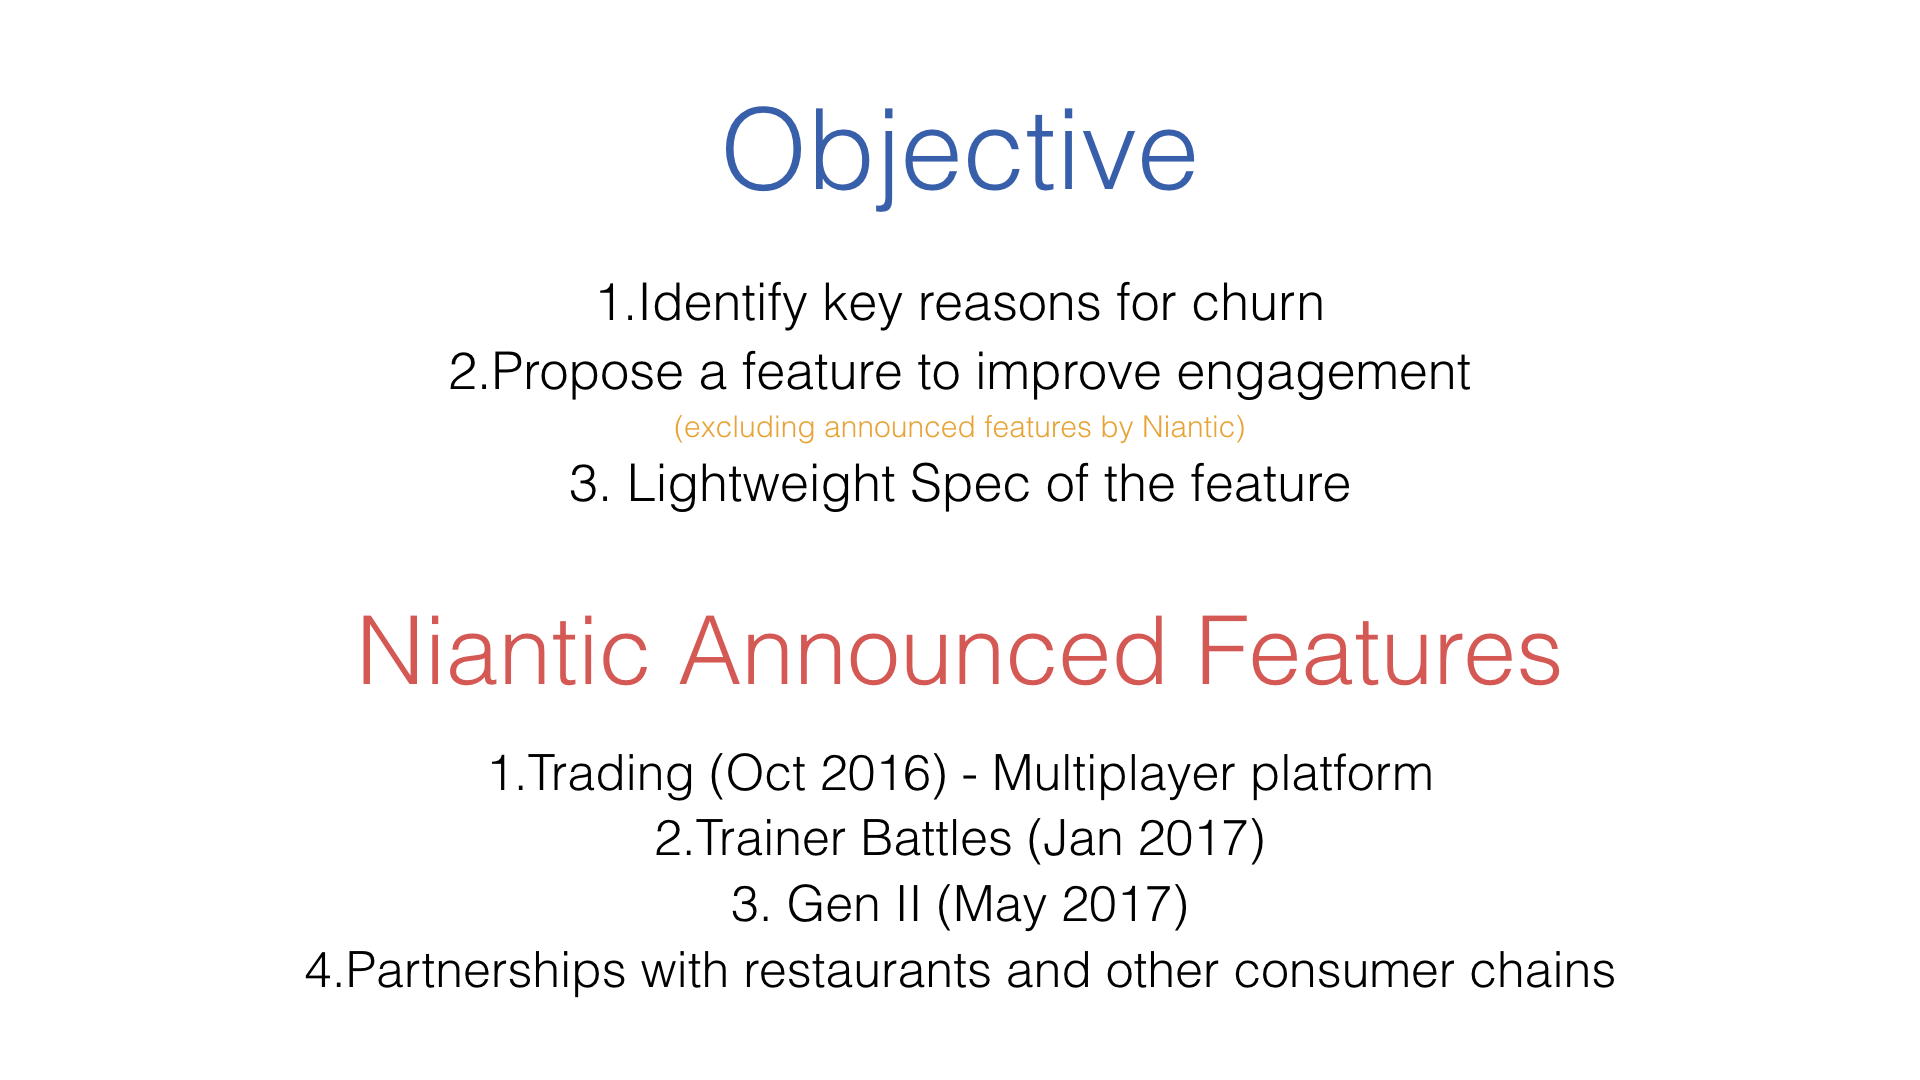 Objective
1.Identify key reasons for churn
2.Propose a feature to improve engagement
(excluding announced features by Niantic)
3. Lightweight Spec of the feature
Niantic Announced Features
1.Trading (Oct 2016) - Multiplayer platform
2.Trainer Battles (Jan 2017)
3. Gen II (May 2017)
4.Partnerships with restaurants and other consumer chains